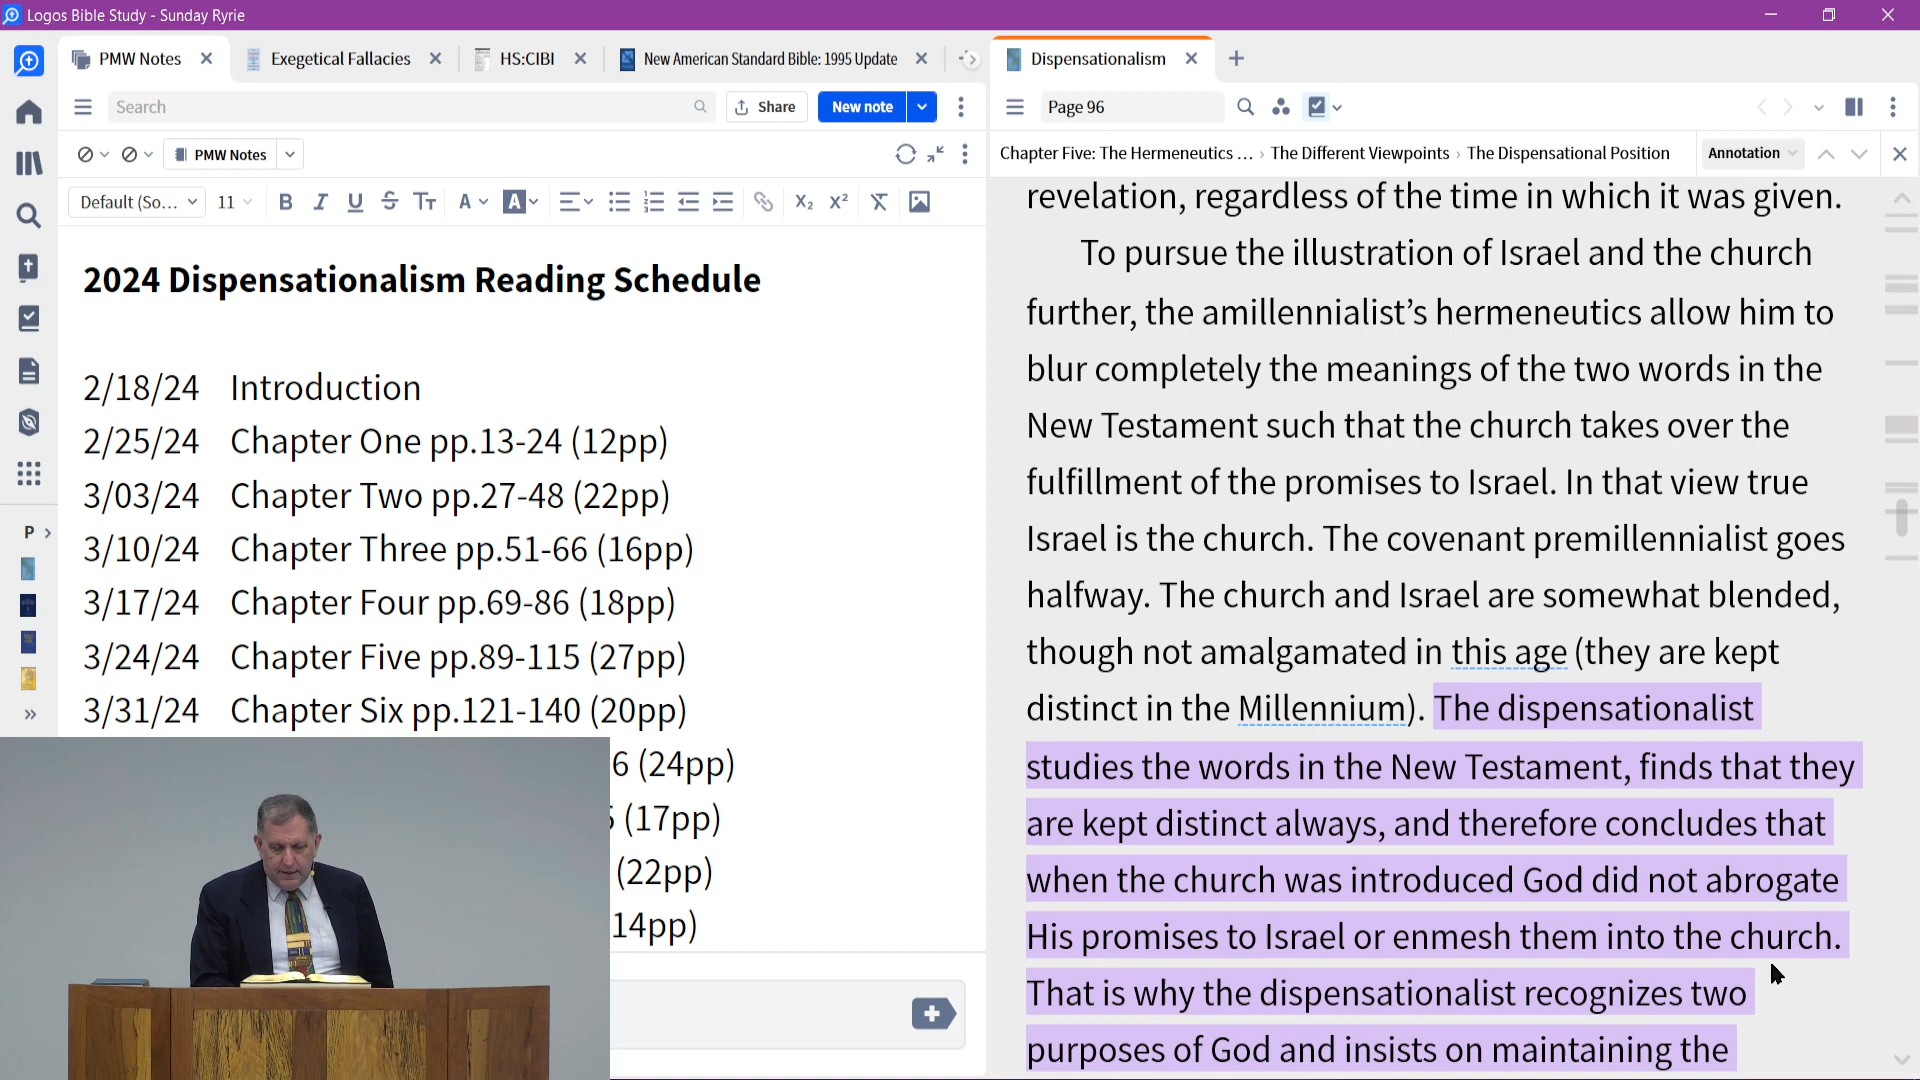 Logos Bible Study - Sunday Ryrie
PMW Notes
Exegetical Fallacies
HS:CIBI
New American Standard Bible: 1995 Update
Search
Share
New note
PMW Notes
Default (So...
11
2024 Dispensationalism Reading Schedule
2/18/24 Introduction
2/25/24 Chapter One pp.13-24 (12pp)
3/03/24 Chapter Two pp.27-48 (22pp)
3/10/24 Chapter Three pp.51-66 (16pp)
3/17/24 Chapter Four pp.69-86 (18pp)
3/24/24 Chapter Five pp.89-115 (27pp)
3/31/24 Chapter Six pp.121-140 (20pp)
6 (24pp)
(17pp)
(22pp)
14pp)
P
Dispensationalism
Page 96
Chapter Five: The Hermeneutics ... › The Different Viewpoints › The Dispensational Position
Annotation
revelation, regardless of the time in which it was given.
To pursue the illustration of Israel and the church
further, the amillennialist’s hermeneutics allow him to
blur completely the meanings of the two words in the
New Testament such that the church takes over the
fulfillment of the promises to Israel. In that view true
Israel is the church. The covenant premillennialist goes
halfway. The church and Israel are somewhat blended,
though not amalgamated in this age (they are kept
distinct in the Millennium). The dispensationalist
studies the words in the New Testament, finds that they
are kept distinct always, and therefore concludes that
when the church was introduced God did not abrogate
His promises to Israel or enmesh them into the church.
That is why the dispensationalist recognizes two
purposes of God and insists on maintaining the